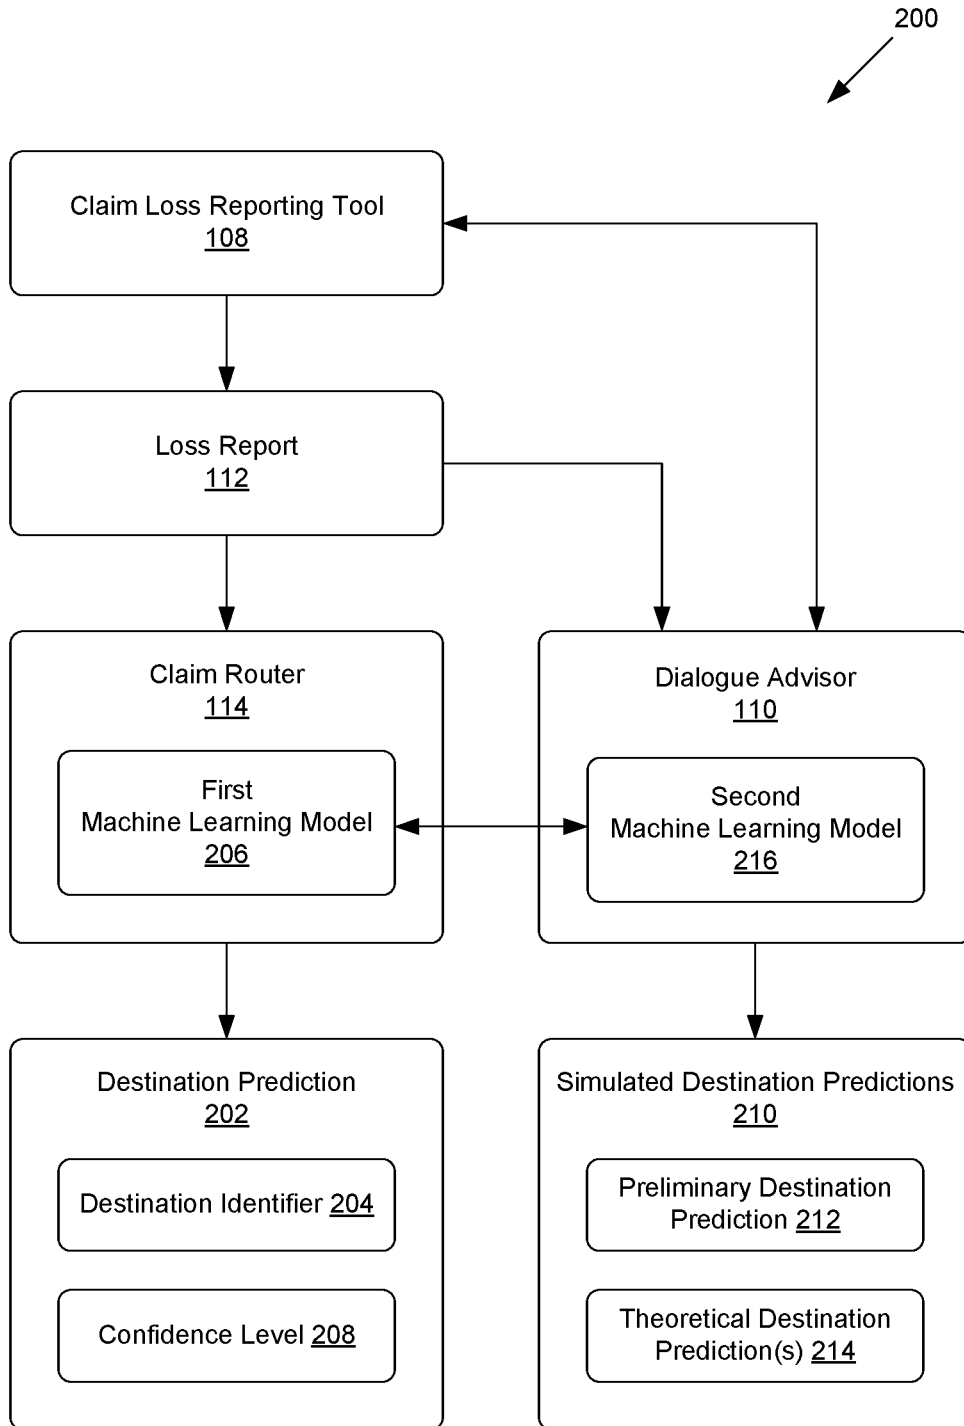 200
Claim Loss Reporting Tool
108
Loss Report
112
Claim Router
114
First
Machine Learning Model
206
Dialogue Advisor
110
Second
Machine Learning Model
216
Destination Prediction
202
Destination Identifier 204
Confidence Level 208
Simulated Destination Predictions
210
Preliminary Destination
Prediction 212
Theoretical Destination
Prediction(s) 214